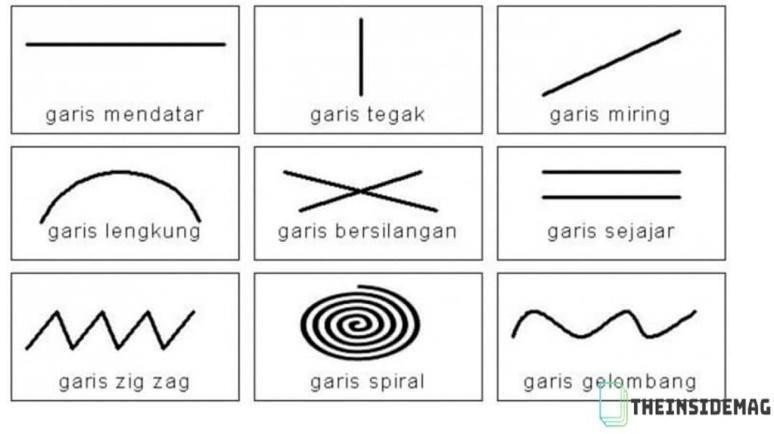 garis mendatar
garis tegak
garis miring
garis lengkung
garis bersilangan
garis sejajar
garis zig zag
garis spiral
garis gelombang
THEINSIDEMAG